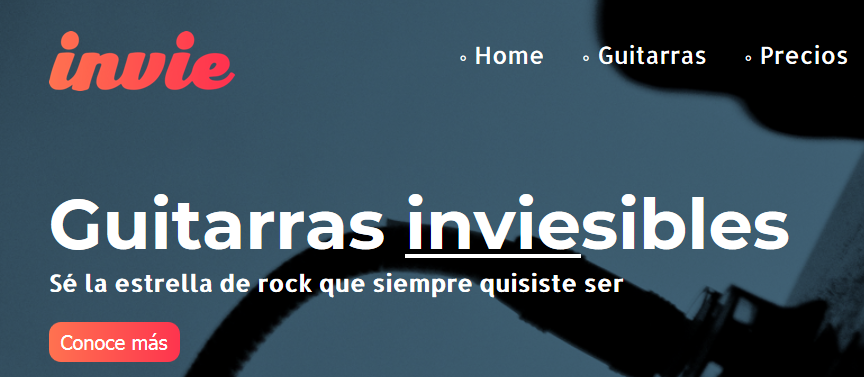 invie
◦ Home ◦ Guitarras ◦ Precios
Guitarras inviesibles
Sé la estrella de rock que siempre quisiste ser
Conoce más